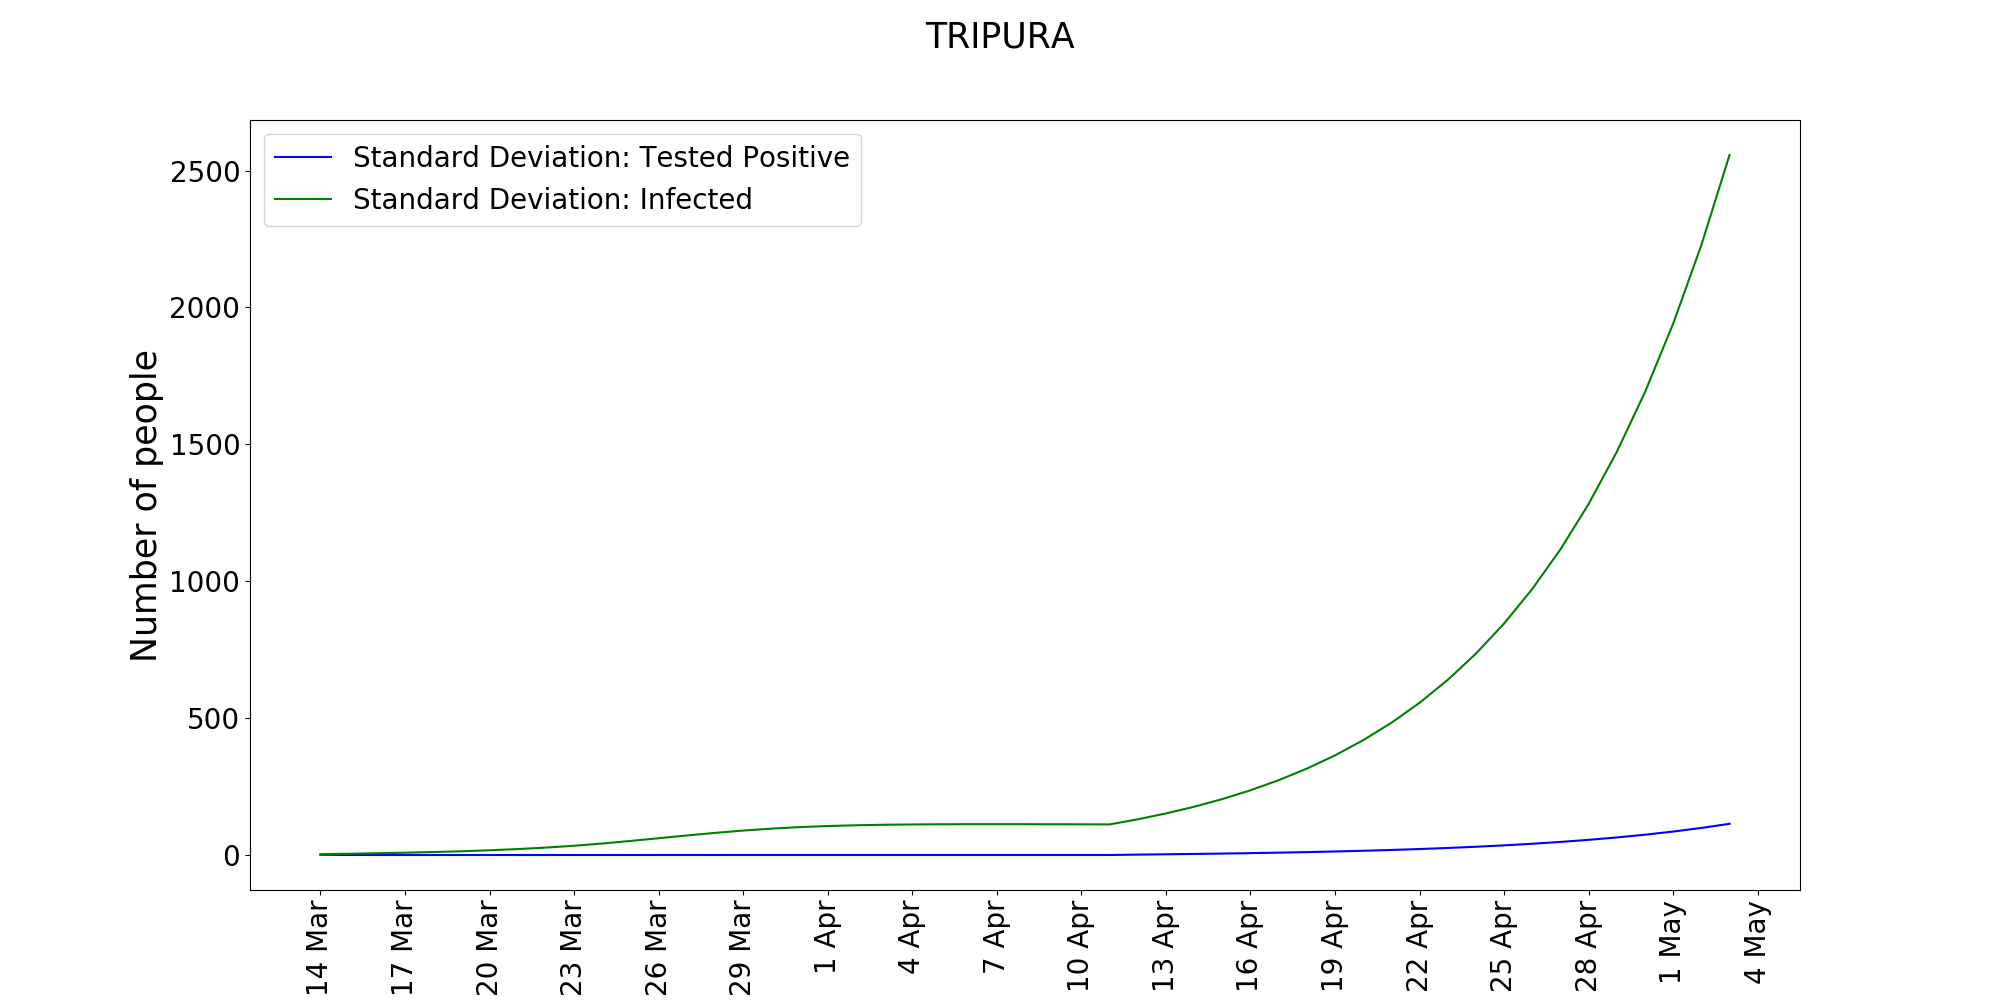 TRIPURA
Standard Deviation: Tested Positive
Standard Deviation: Infected
Number of people
2500
2000
1500
1000
500
0
14 Mar
17 Mar
20 Mar
23 Mar
26 Mar
29 Mar
1 Apr
4 Apr
7 Apr
10 Apr
13 Apr
16 Apr
19 Apr
22 Apr
25 Apr
28 Apr
1 May
4 May